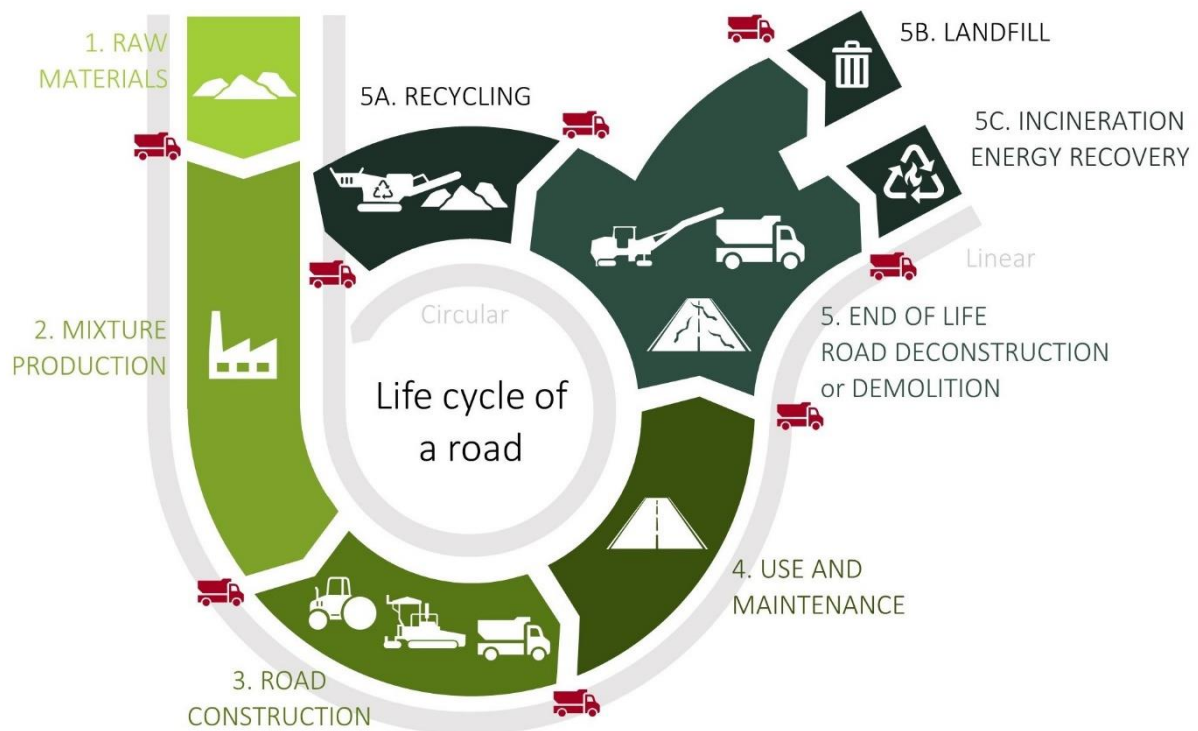 1. RAW
MATERIALS
5A. RECYCLING
5B. LANDFILL
5C. INCINERATION
ENERGY RECOVERY
Linear
Circular
2. MIXTURE
PRODUCTION
Life cycle of
a road
5. END OF LIFE
ROAD DECONSTRUCTION
or DEMOLITION
4. USE AND
MAINTENANCE
3. ROAD
CONSTRUCTION